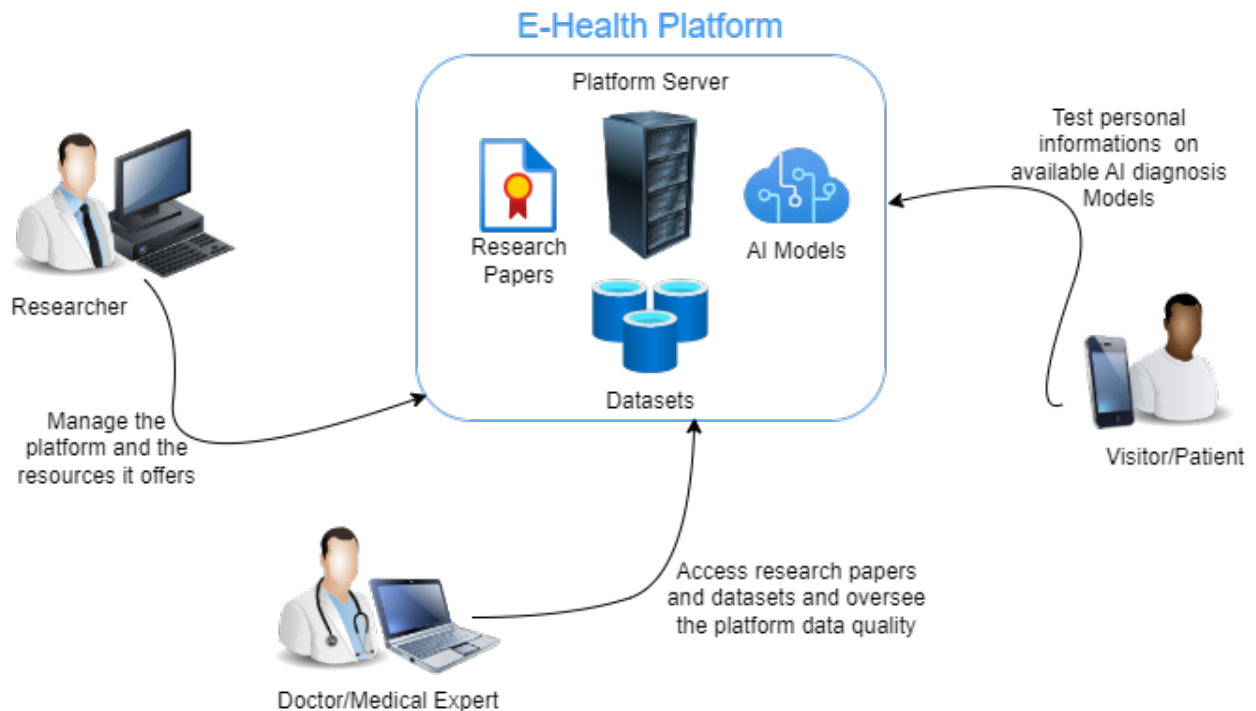 E-Health Platform
Platform Server
Research
Papers
AI Models
Datasets
Test personal
informations on
available AI diagnosis
Models
Researcher
Manage the
platform and the
resources it offers
Visitor/Patient
Access research papers
and datasets and oversee
the platform data quality
Doctor/Medical Expert